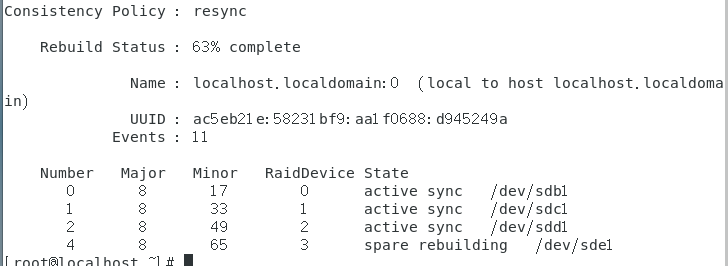 Consistency Policy : resync
Rebuild Status : 63% complete
Name : localhost.localdomain:0 (local to host localhost.localdoma
in)
UUID : ac5eb21e:58231bf9:aa1f0688:d945249a
Events : 11
Number Major Minor RaidDevice State
0 8 17 0 active sync /dev/sdb1
1 8 33 1 active sync /dev/sdc1
2 8 49 2 active sync /dev/sdd1
4 8 65 3 spare rebuilding /dev/sde1
[root@localhost ~]#